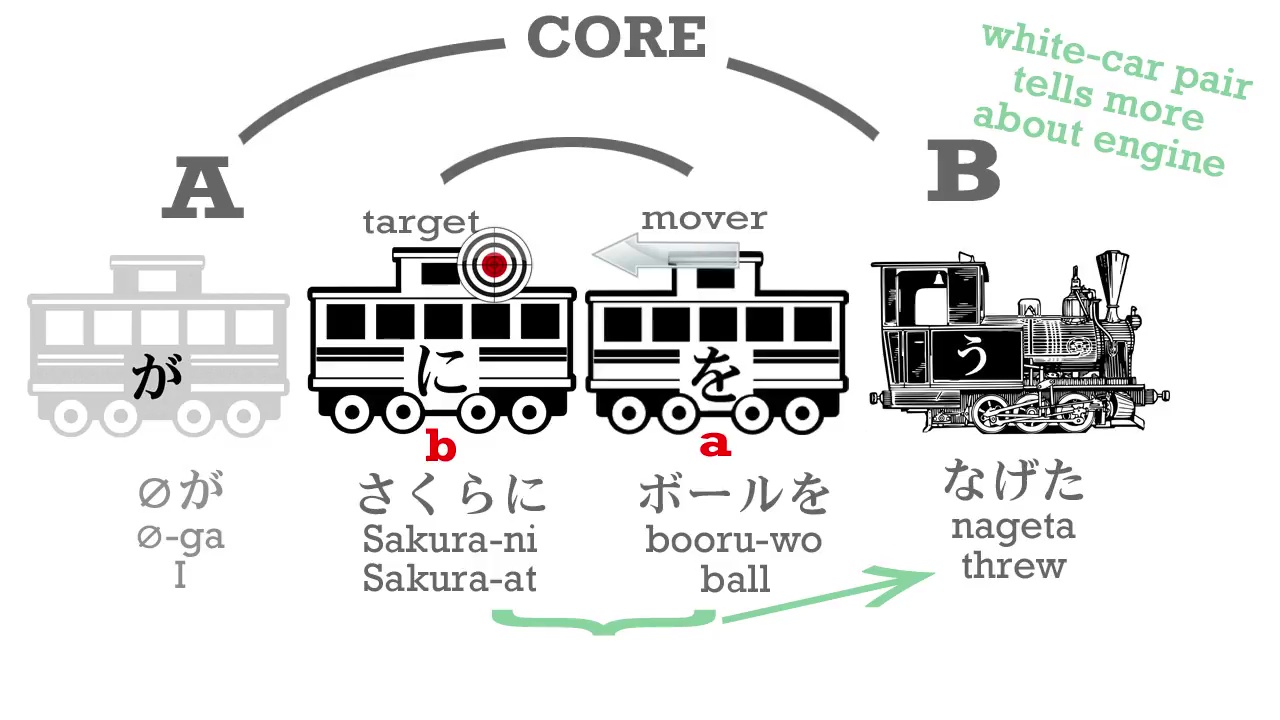 CORE
white-car pair
tells more
about engine
A
B
target
mover
が
に
を
う
b
a
∅が
さくらに
ボールを
なげた
∅-ga
Sakura-ni
booru-wo
nageta
I
Sakura-at
ball
threw